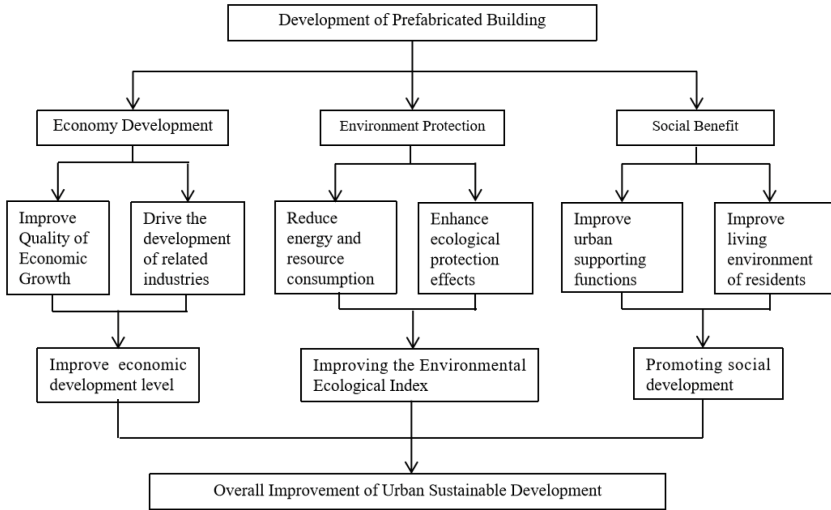 Development of Prefabricated Building
Economy Development
Environment Protection
Social Benefit
Improve
Quality of
Economic
Growth
Drive the
development
of related
industries
Reduce
energy and
resource
consumption
Enhance
ecological
protection
effects
Improve
urban
supporting
functions
Improve
living
environment
of residents
Improve economic
development level
Improving the Environmental
Ecological Index
Promoting social
development
Overall Improvement of Urban Sustainable Development